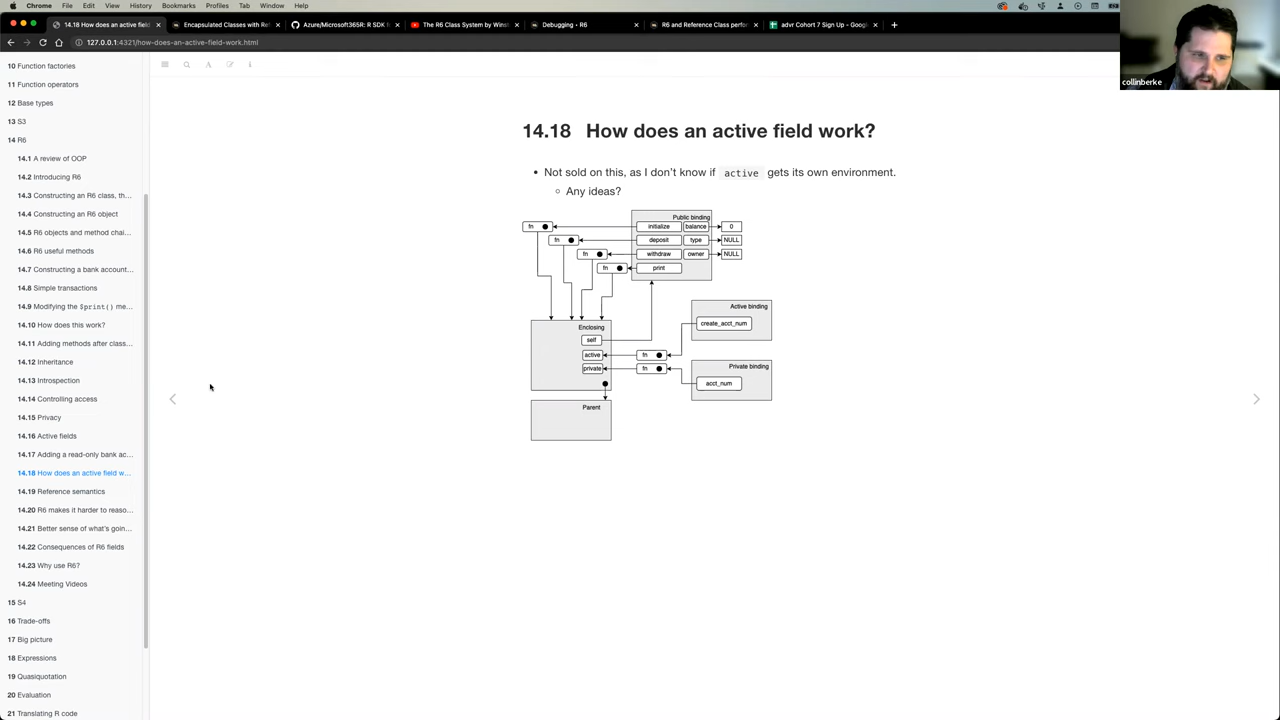 Chrome File Edit View History Bookmarks Profiles Tab Window Help
14.18 How does an active field
Encapsulated Classes with Ref
Azure/Microsoft365R: R SDK f
The R6 Class System by Winst
Debugging • R6
R6 and Reference Class perfor
advr Cohort 7 Sign Up - Goog
127.0.0.1:4321/how-does-an-active-field-work.html
collinberke
10 Function factories
11 Function operators
12 Base types
13 S3
14 R6
14.1 A review of OOP
14.2 Introducing R6
14.3 Constructing an R6 class, th...
14.4 Constructing an R6 object
14.5 R6 objects and method chai...
14.6 R6 useful methods
14.7 Constructing a bank account...
14.8 Simple transactions
14.9 Modifying the $print() me...
14.10 How does this work?
14.11 Adding methods after class...
14.12 Inheritance
14.13 Introspection
14.14 Controlling access
14.15 Privacy
14.16 Active fields
14.17 Adding a read-only bank ac...
14.18 How does an active field w...
14.19 Reference semantics
14.20 R6 makes it harder to reaso...
14.21 Better sense of what's goin...
14.22 Consequences of R6 fields
14.23 Why use R6?
14.24 Meeting Videos
15 S4
16 Trade-offs
17 Big picture
18 Expressions
19 Quasiquotation
20 Evaluation
21 Translating R code
14.18 How does an active field work?
• Not sold on this, as I don't know if active gets its own environment.
Any ideas?
Public binding
fn initialize balance 0
fn deposit type NULL
fn withdraw owner NULL
fn print
Active binding
create_acct_num
Enclosing
self
active fn
private fn
Private binding
acct_num
Parent